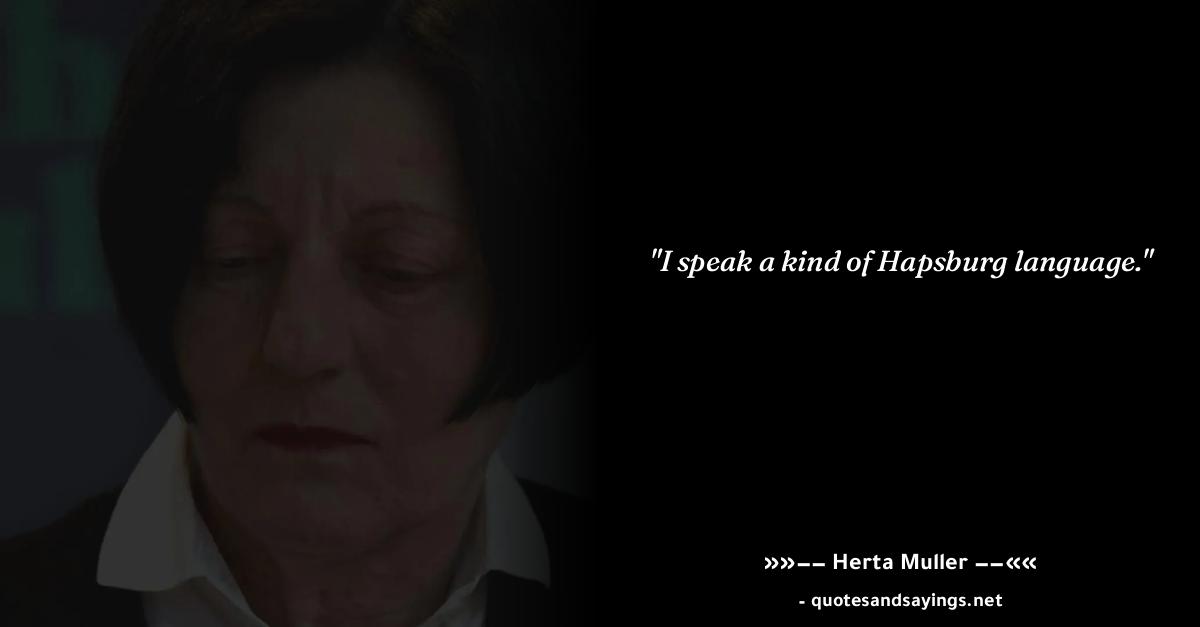 "I speak a kind of Hapsburg language."
»»−− Herta Muller −−««
- quotesandsayings.net